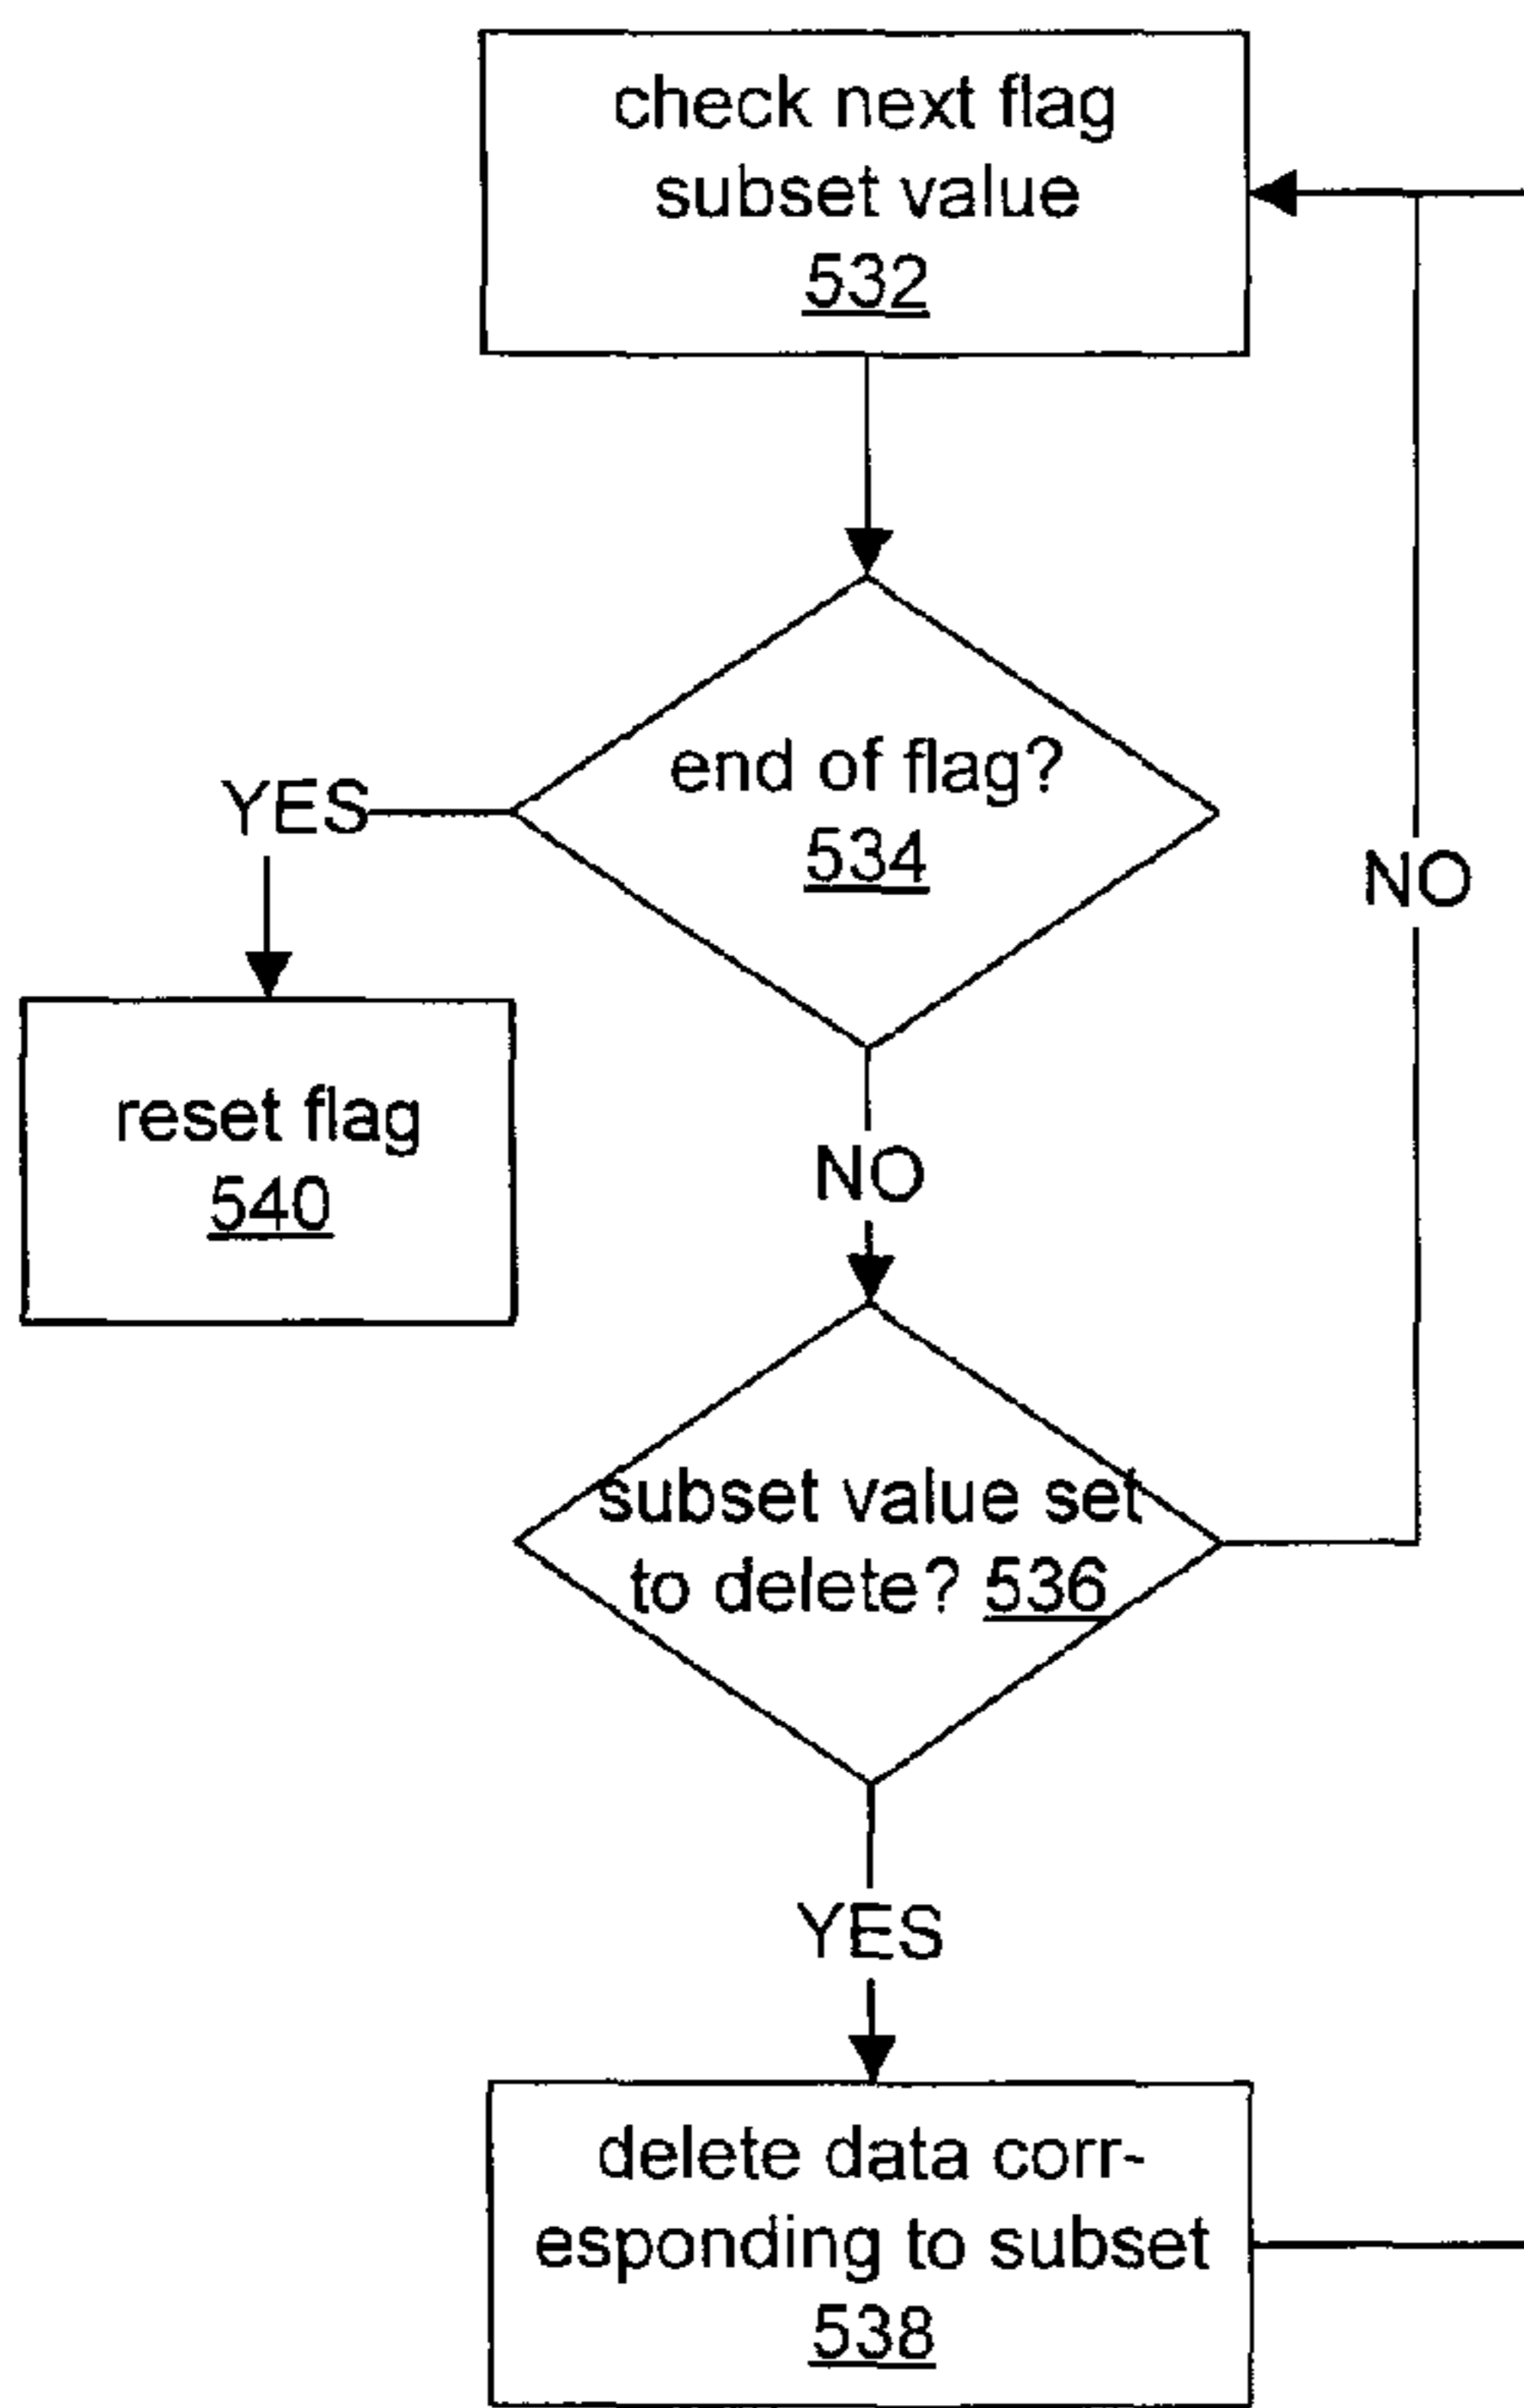 check next flag
subset value
532
end of flag?
534
YES
NO
reset flag
540
NO
subset value set
to delete? 536
YES
delete data corr-
esponding to subset
538